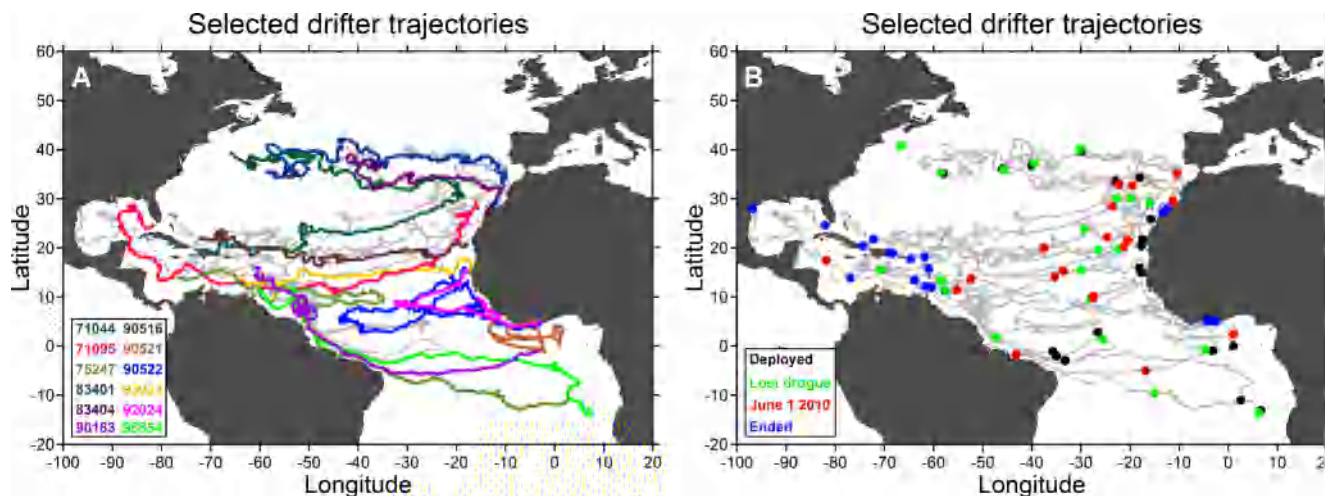 Selected drifter trajectories
A
Latitude
60
50
40
30
20
10
0
-10
-20
71044 90516
71095 90521
75247 90522
83401
83404 92024
90163
-100 -90 -80 -70 -60 -50 -40 -30 -20 -10 0 10 20
Longitude
Selected drifter trajectories
B
Latitude
60
50
40
30
20
10
0
-10
-20
Deployed
Lost drogue
June 1 2010
Ended
-100 -90 -80 -70 -60 -50 -40 -30 -20 -10 0 10 20
Longitude